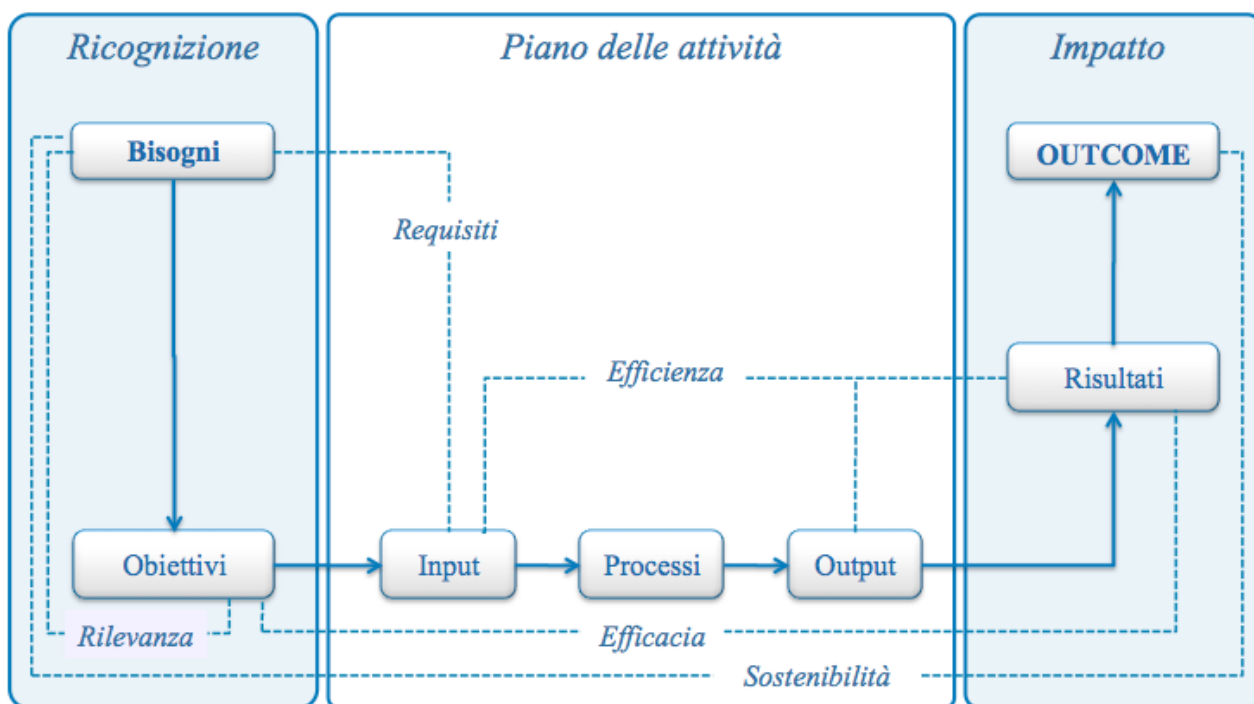 Ricognizione
Piano delle attività
Impatto
Bisogni
OUTCOME
Requisiti
Efficienza
Risultati
Obiettivi
Input
Processi
Output
Rilevanza
Efficacia
Sostenibilità